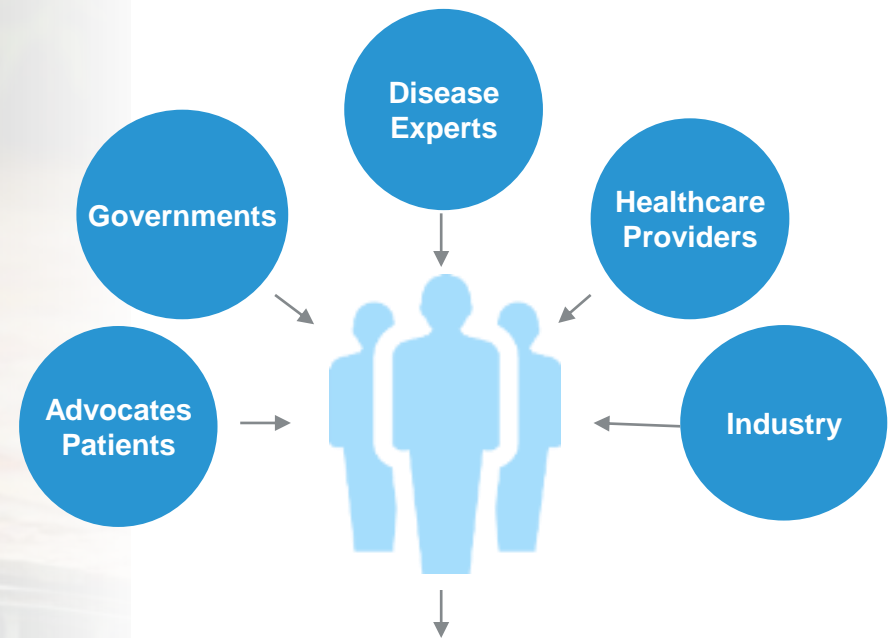 Disease
Experts
Governments
Healthcare
Providers
Advocates
Patients
Industry